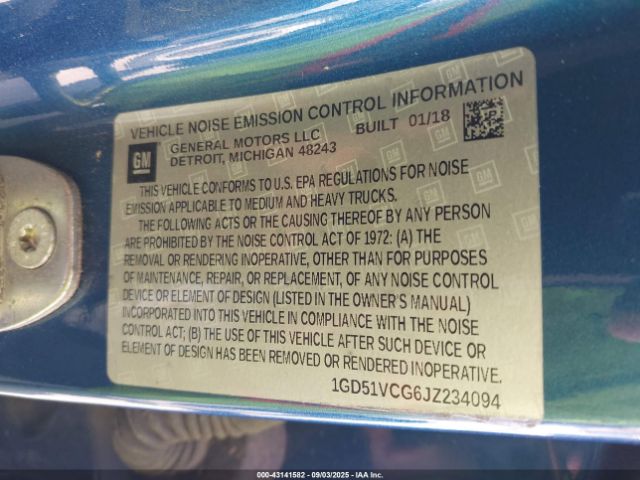 VEHICLE NOISE EMISSION CONTROL INFORMATION
GM
GENERAL MOTORS LLC BUILT 01/18
DETROIT, MICHIGAN 48243
THIS VEHICLE CONFORMS TO U.S. EPA REGULATIONS FOR NOISE
EMISSION APPLICABLE TO MEDIUM AND HEAVY TRUCKS.
THE FOLLOWING ACTS OR THE CAUSING THEREOF BY ANY PERSON
ARE PROHIBITED BY THE NOISE CONTROL ACT OF 1972: (A) THE
REMOVAL OR RENDERING INOPERATIVE, OTHER THAN FOR PURPOSES
OF MAINTENANCE, REPAIR, OR REPLACEMENT, OF ANY NOISE CONTROL
DEVICE OR ELEMENT OF DESIGN (LISTED IN THE OWNER'S MANUAL)
INCORPORATED INTO THIS VEHICLE IN COMPLIANCE WITH THE NOISE
CONTROL ACT; (B) THE USE OF THIS VEHICLE AFTER SUCH DEVICE OR
ELEMENT OF DESIGN HAS BEEN REMOVED OR RENDERED INOPERATIVE.
1GD51VCG6JZ234094
000-43141582 - 09/03/2025 - IAAI.COM